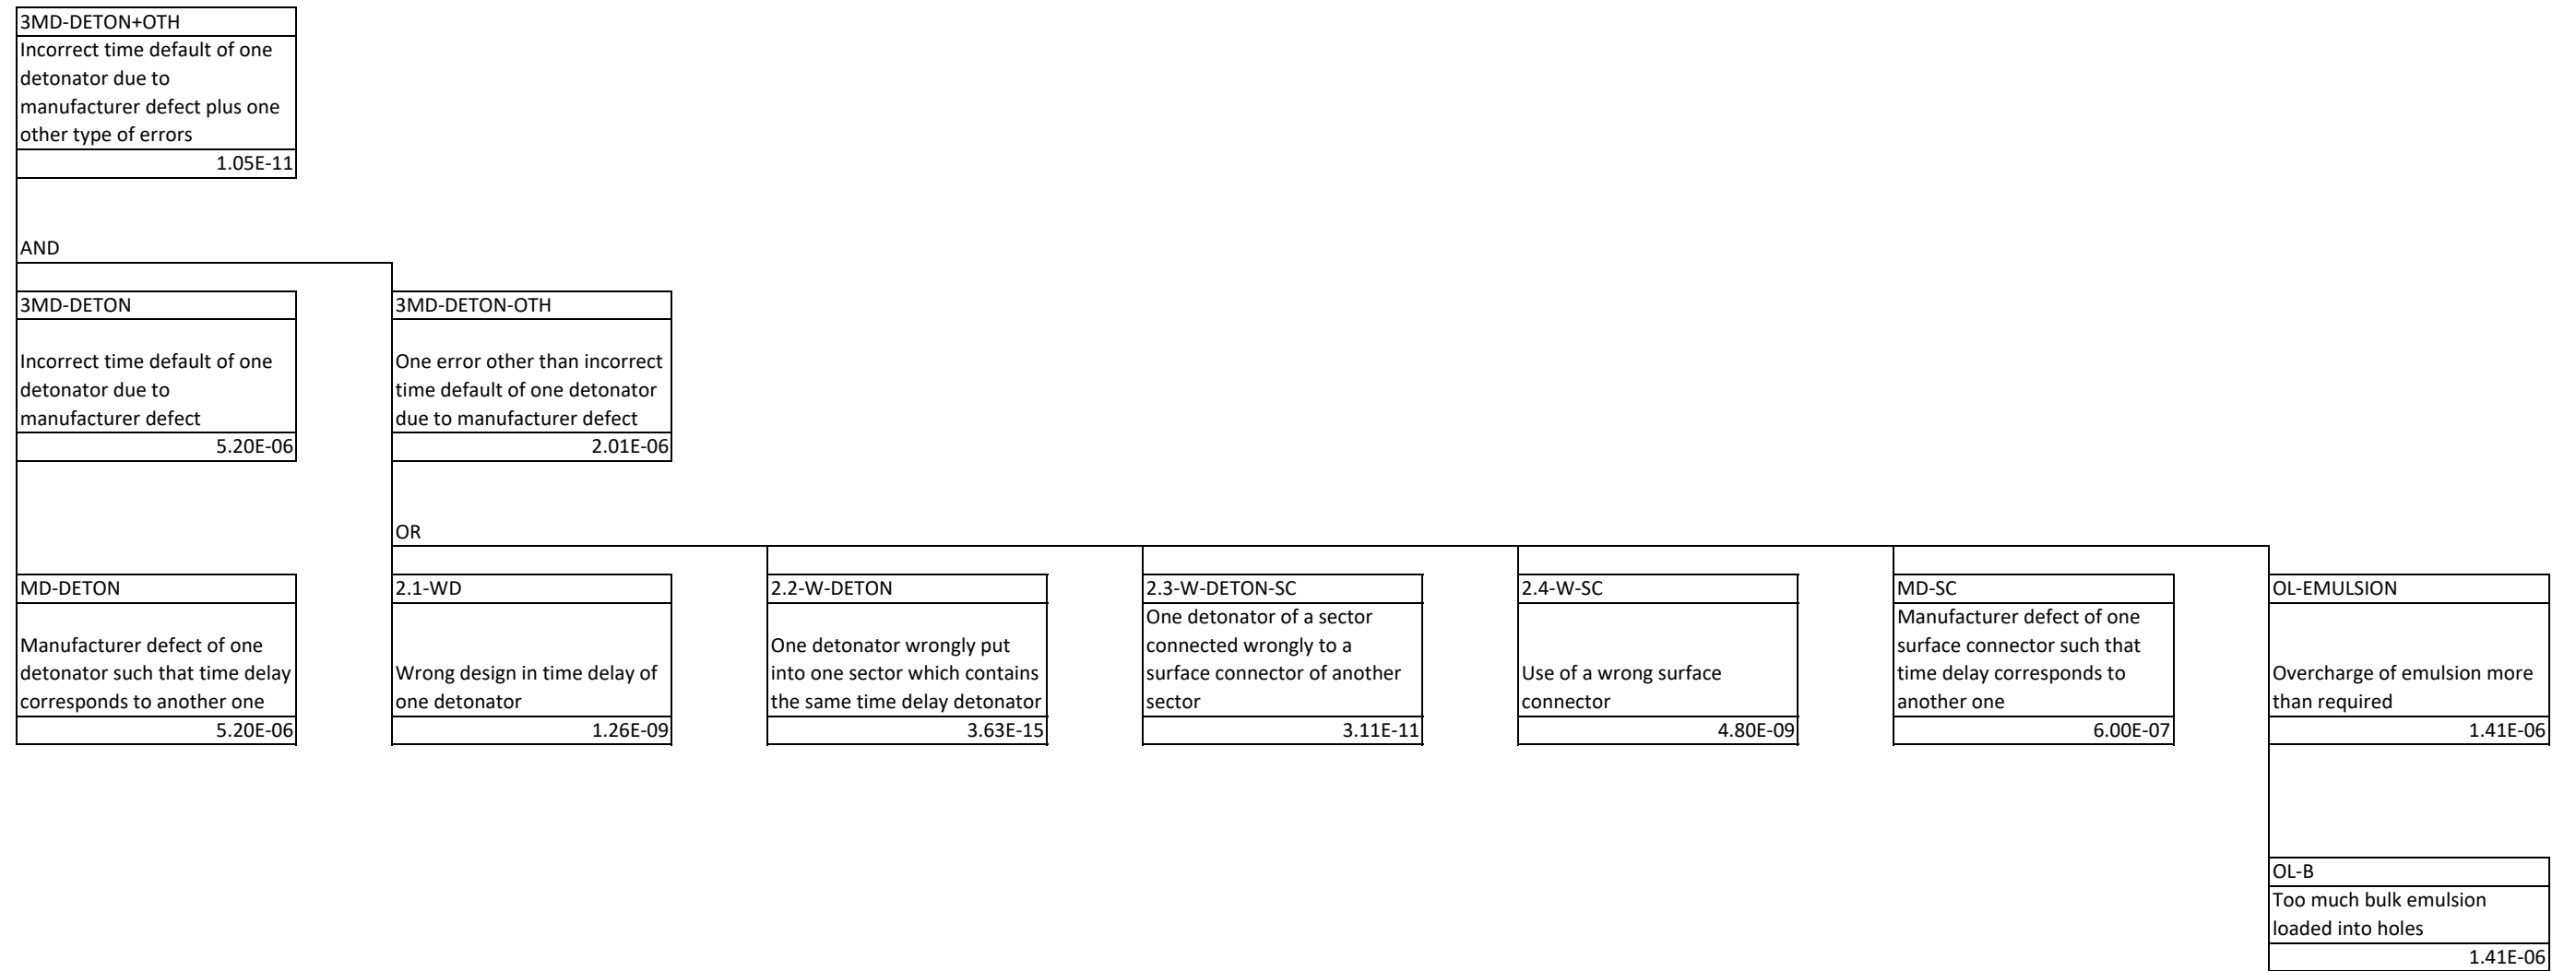 3MD-DETON+OTH
Incorrect time default of one
detonator due to
manufacturer defect plus one
other type of errors
1.05E-11
AND
3MD-DETON
Incorrect time default of one
detonator due to
manufacturer defect
5.20E-06
3MD-DETON-OTH
One error other than incorrect
time default of one detonator
due to manufacturer defect
2.01E-06
OR
MD-DETON
Manufacturer defect of one
detonator such that time delay
corresponds to another one
5.20E-06
2.1-WD
Wrong design in time delay of
one detonator
1.26E-09
2.2-W-DETON
One detonator wrongly put
into one sector which contains
the same time delay detonator
3.63E-15
2.3-W-DETON-SC
One detonator of a sector
connected wrongly to a
surface connector of another
sector
3.11E-11
2.4-W-SC
Use of a wrong surface
connector
4.80E-09
MD-SC
Manufacturer defect of one
surface connector such that
time delay corresponds to
another one
6.00E-07
OL-EMULSION
Overcharge of emulsion more
than required
1.41E-06
OL-B
Too much bulk emulsion
loaded into holes
1.41E-06